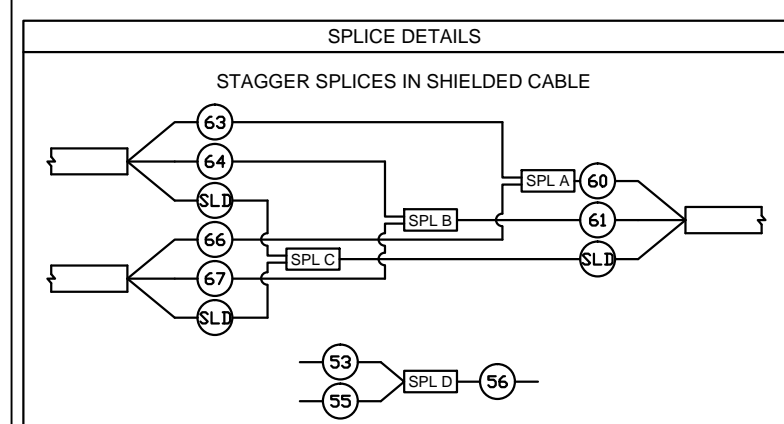 SPLICE DETAILS
STAGGER SPLICES IN SHIELDED CABLE
63
64
SPL A
60
SLD
SPL B
61
66
SPL C
SLD
67
SLD
53
SPL D
56
55